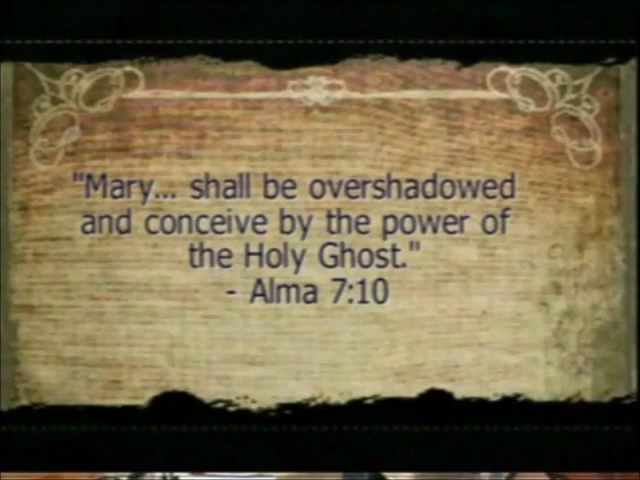 "Mary... shall be overshadowed
and conceive by the power of
the Holy Ghost."
- Alma 7:10